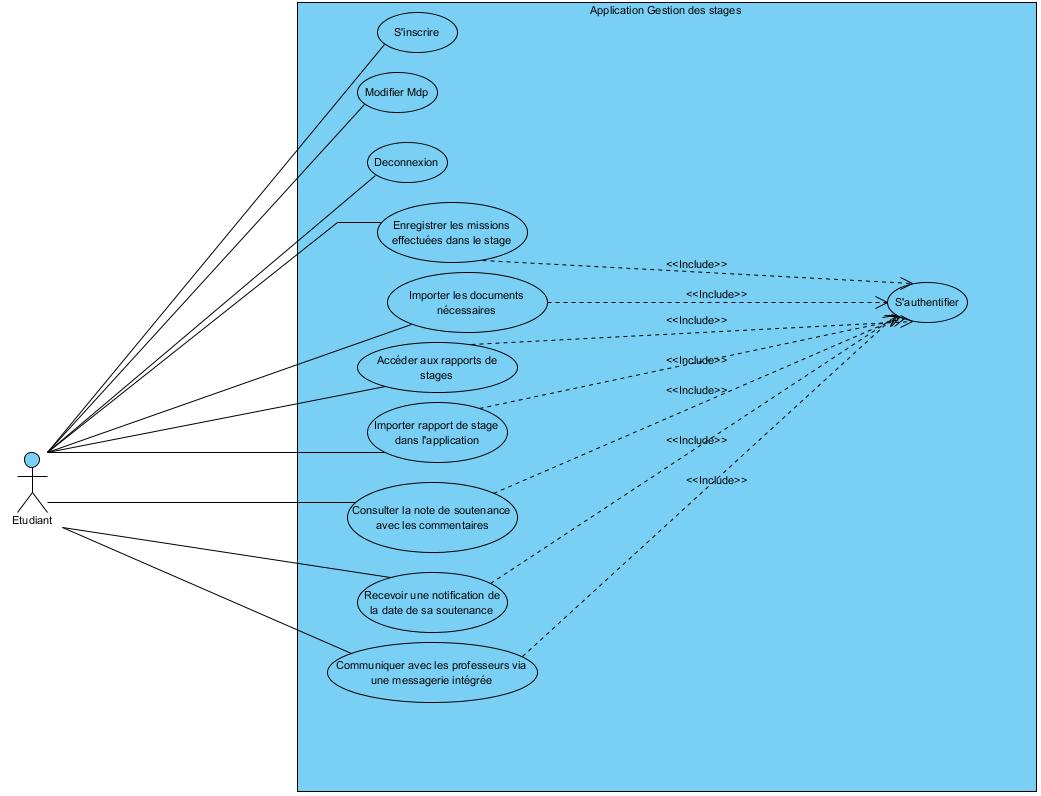 Application Gestion des stages
S'inscrire
Modifier Mdp
Deconnexion
Enregistrer les missions
effectuées dans le stage
<<Include>>
Importer les documents
nécessaires
<<Include>>
S'authentifier
<<Include>>
Accéder aux rapports de
stages
<<Include>>
<<Include>>
Importer rapport de stage
dans l'application
<<Include>>
<<Include>>
Consulter la note de soutenance
avec les commentaires
Etudiant
Recevoir une notification de
la date de sa soutenance
Communiquer avec les professeurs via
une messagerie intégrée